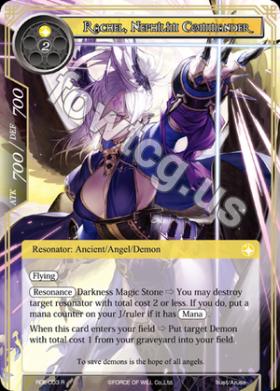 Rachel, Nephilim Commander
2
ATK 700/DEF 700
towtcg.us
Resonator: Ancient/Angel/Demon
Flying
Resonance Darkness Magic Stone ⇨ You may destroy
target resonator with total cost 2 or less. If you do, put a
mana counter on your J/ruler if it has Mana
When this card enters your field ⇨ Put target Demon
with total cost 1 from your graveyard into your field.
To save demons is the hope of all angels.
©FORCE OF WILL Co.,Ltd.